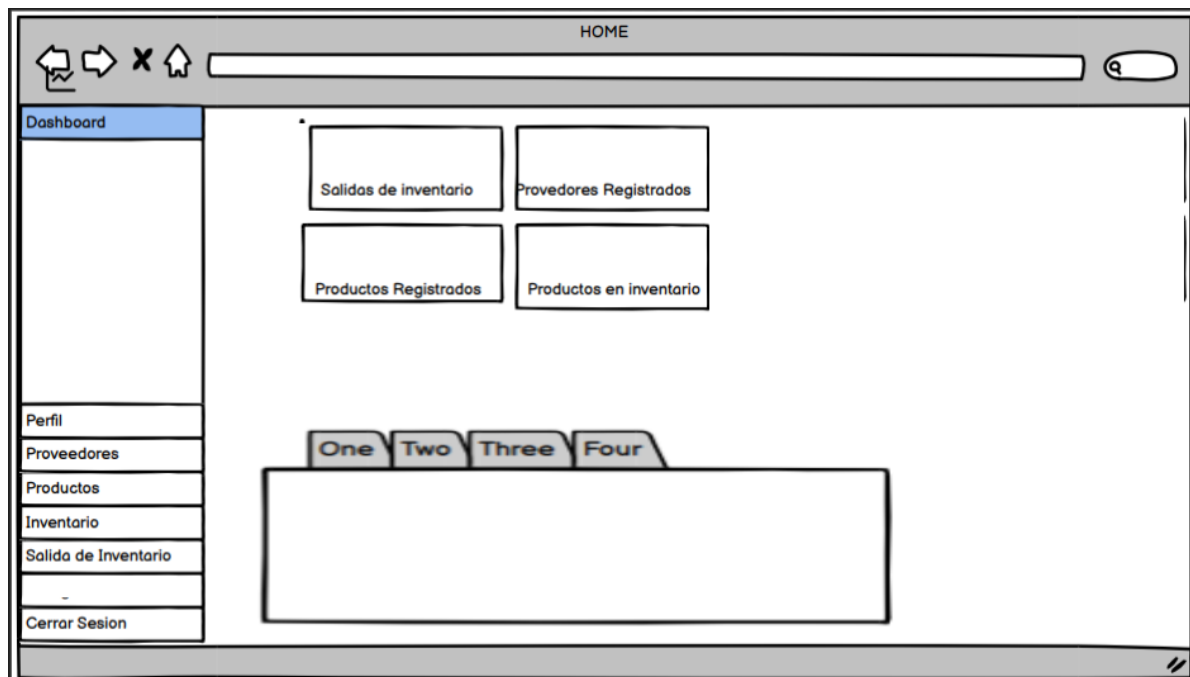 HOME
Dashboard
Salidas de inventario
Provedores Registrados
Productos Registrados
Productos en inventario
Perfil
Proveedores
Productos
Inventario
Salida de Inventario
Cerrar Sesion
One
Two
Three
Four